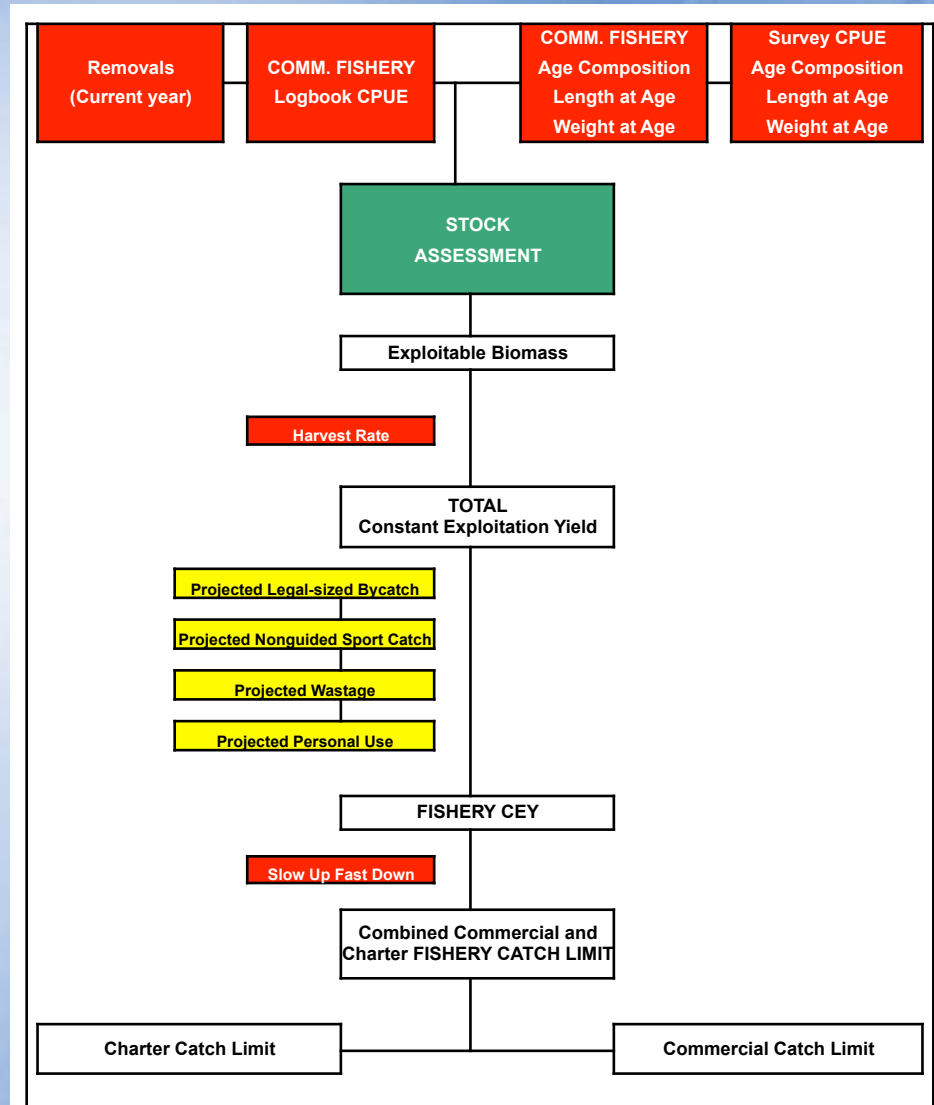 Removals
(Current year)
COMM. FISHERY
Logbook CPUE
COMM. FISHERY
Age Composition
Length at Age
Weight at Age
Survey CPUE
Age Composition
Length at Age
Weight at Age
STOCK
ASSESSMENT
Exploitable Biomass
Harvest Rate
TOTAL
Constant Exploitation Yield
Projected Legal-sized Bycatch
Projected Nonguided Sport Catch
Projected Wastage
Projected Personal Use
FISHERY CEY
Slow Up Fast Down
Combined Commercial and
Charter FISHERY CATCH LIMIT
Charter Catch Limit
Commercial Catch Limit